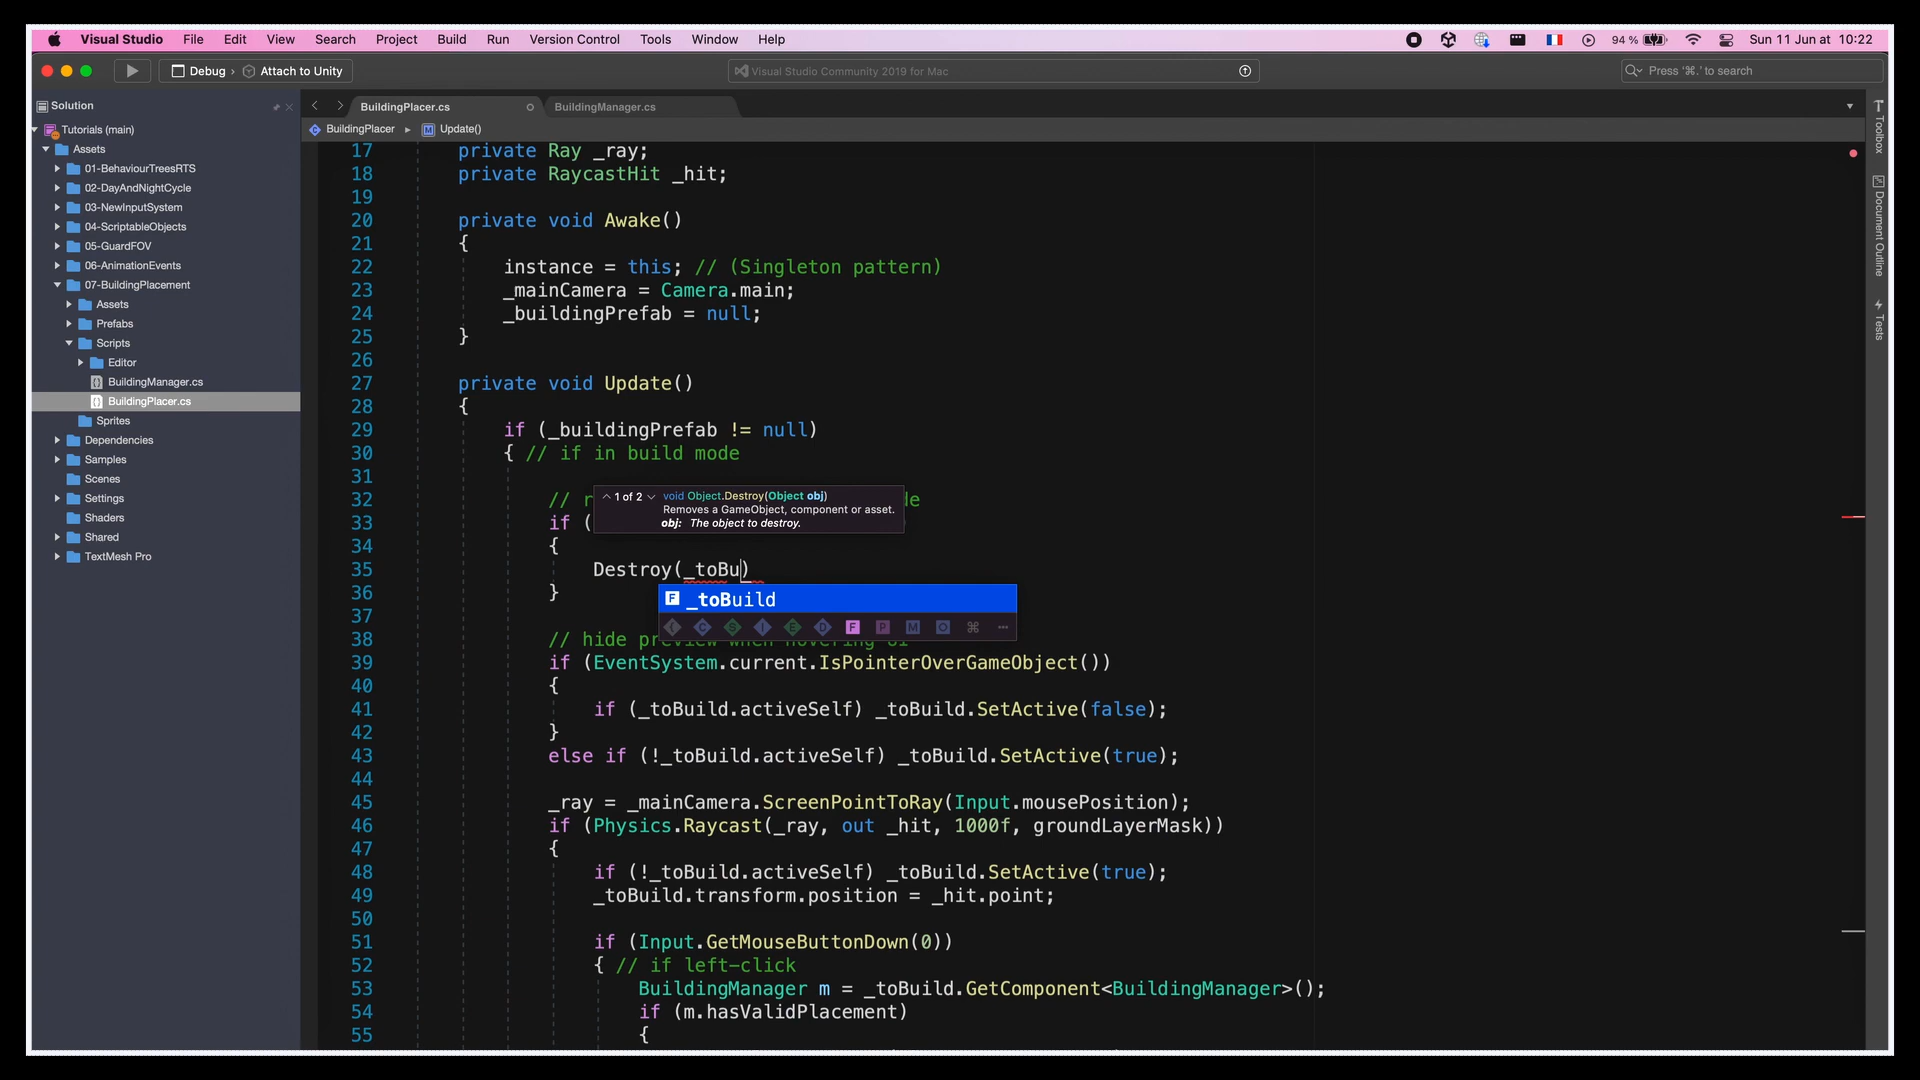 Visual Studio File Edit View Search Project Build Run Version Control Tools Window Help 94 % Sun 11 Jun at 10:22
Debug › Attach to Unity Visual Studio Community 2019 for Mac Press '⌘.' to search
Solution
Tutorials (main)
Assets
01-BehaviourTreesRTS
02-DayAndNightCycle
03-NewInputSystem
04-ScriptableObjects
05-GuardFOV
06-AnimationEvents
07-BuildingPlacement
Assets
Prefabs
Scripts
Editor
BuildingManager.cs
BuildingPlacer.cs
Sprites
Dependencies
Samples
Scenes
Settings
Shaders
Shared
TextMesh Pro
BuildingPlacer.cs BuildingManager.cs
BuildingPlacer ▸ Update()
17 private Ray _ray;
18 private RaycastHit _hit;
19
20 private void Awake()
21 {
22 instance = this; // (Singleton pattern)
23 _mainCamera = Camera.main;
24 _buildingPrefab = null;
25 }
26
27 private void Update()
28 {
29 if (_buildingPrefab != null)
30 { // if in build mode
31
32 // r de
1 of 2 void Object.Destroy(Object obj)
Removes a GameObject, component or asset.
obj: The object to destroy.
33 if (
34 {
35 Destroy(_toBu)
_toBuild
36 }
37
38 // hide preview when hovering UI
39 if (EventSystem.current.IsPointerOverGameObject())
40 {
41 if (_toBuild.activeSelf) _toBuild.SetActive(false);
42 }
43 else if (!_toBuild.activeSelf) _toBuild.SetActive(true);
44
45 _ray = _mainCamera.ScreenPointToRay(Input.mousePosition);
46 if (Physics.Raycast(_ray, out _hit, 1000f, groundLayerMask))
47 {
48 if (!_toBuild.activeSelf) _toBuild.SetActive(true);
49 _toBuild.transform.position = _hit.point;
50
51 if (Input.GetMouseButtonDown(0))
52 { // if left-click
53 BuildingManager m = _toBuild.GetComponent<BuildingManager>();
54 if (m.hasValidPlacement)
55 {
Toolbox
Document Outline
Tests